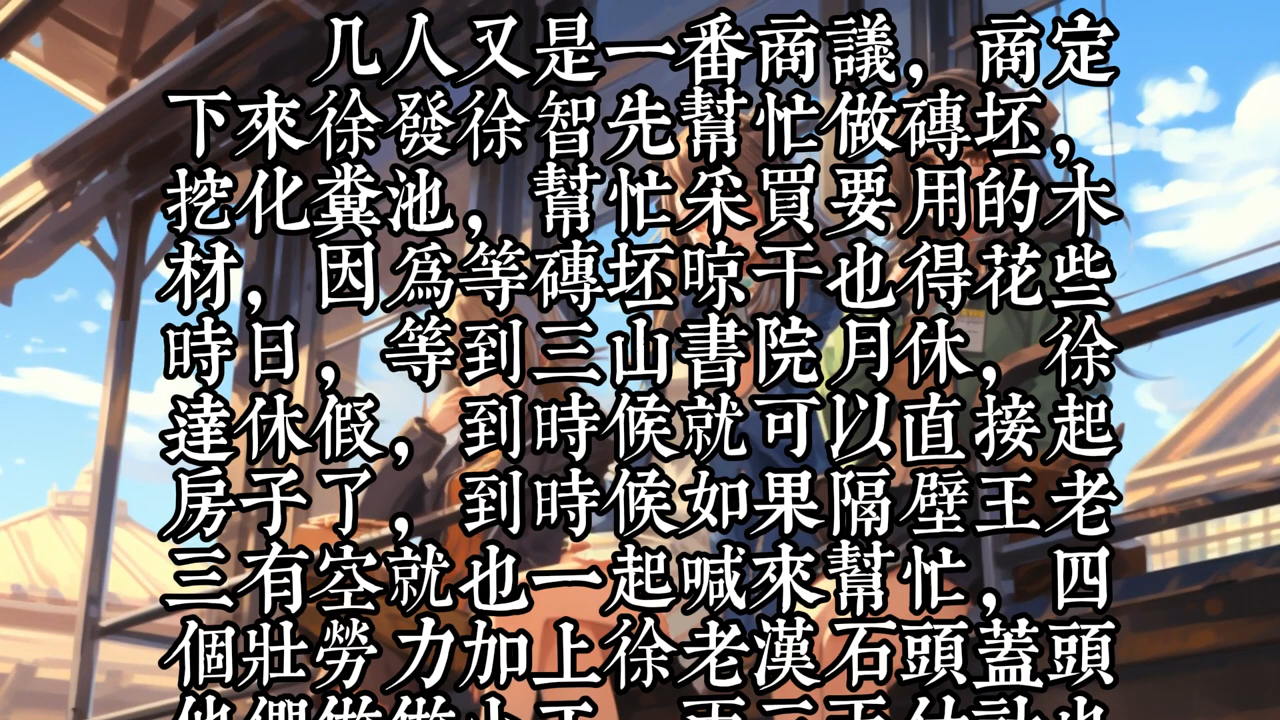 几人又是一番商議，商定
下來徐發徐智先幫忙做磚坯，
挖化糞池，幫忙采買要用的木
材，因爲等磚坯晾干也得花些
時日，等到三山書院月休，徐
達休假，到時候就可以直接起
房子了，到時候如果隔壁王老
三有空就也一起喊來幫忙，四
個壯勞力加上徐老漢石頭蓋頭